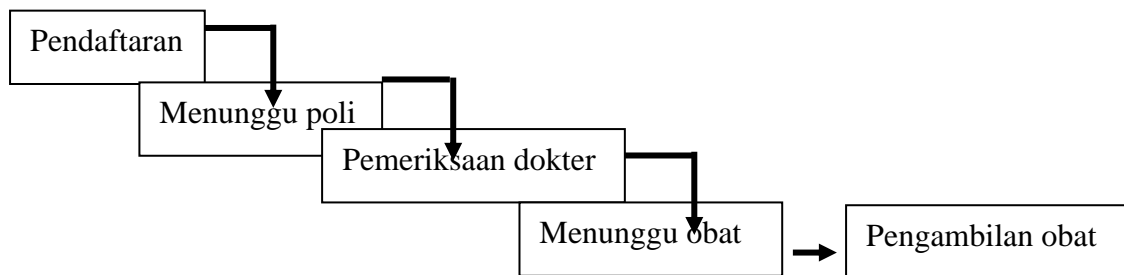 Pendaftaran
Menunggu poli
Pemeriksaan dokter
Menunggu obat
Pengambilan obat